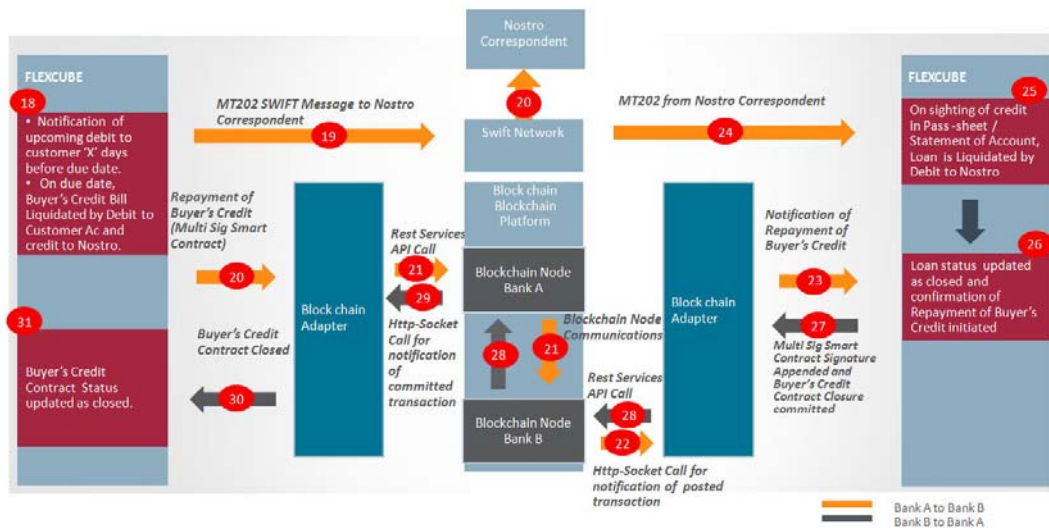 Nostro
Correspondent
20
Swift Network
FLEXCUBE
18
• Notification of
upcoming debit to
customer 'X' days
before due date.
• On due date,
Buyer's Credit Bill
Liquidated by Debit to
Customer Ac and
credit to Nostro.
31
Buyer's Credit
Contract Status
updated as closed.
MT202 SWIFT Message to Nostro
Correspondent
19
Repayment of
Buyer's Credit
(Multi Sig Smart
Contract)
20
Buyer's Credit
Contract Closed
30
Block chain
Adapter
Rest Services
API Call
21
29
Http-Socket
Call for
notification
of
committed
transaction
Block chain
Blockchain
Platform
Blockchain Node
Bank A
28
21
Blockchain Node
Communications
Blockchain Node
Bank B
Rest Services
API Call
28
22
Http-Socket Call for
notification of posted
transaction
Block chain
Adapter
MT202 from Nostro Correspondent
24
Notification of
Repayment of
Buyer's Credit
23
27
Multi Sig Smart
Contract Signature
Appended and
Buyer's Credit
Contract Closure
committed
FLEXCUBE
25
On sighting of credit
in Pass -sheet /
Statement of Account,
Loan is Liquidated by
Debit to Nostro
26
Loan status updated
as closed and
confirmation of
Repayment of Buyer's
Credit initiated
Bank A to Bank B
Bank B to Bank A